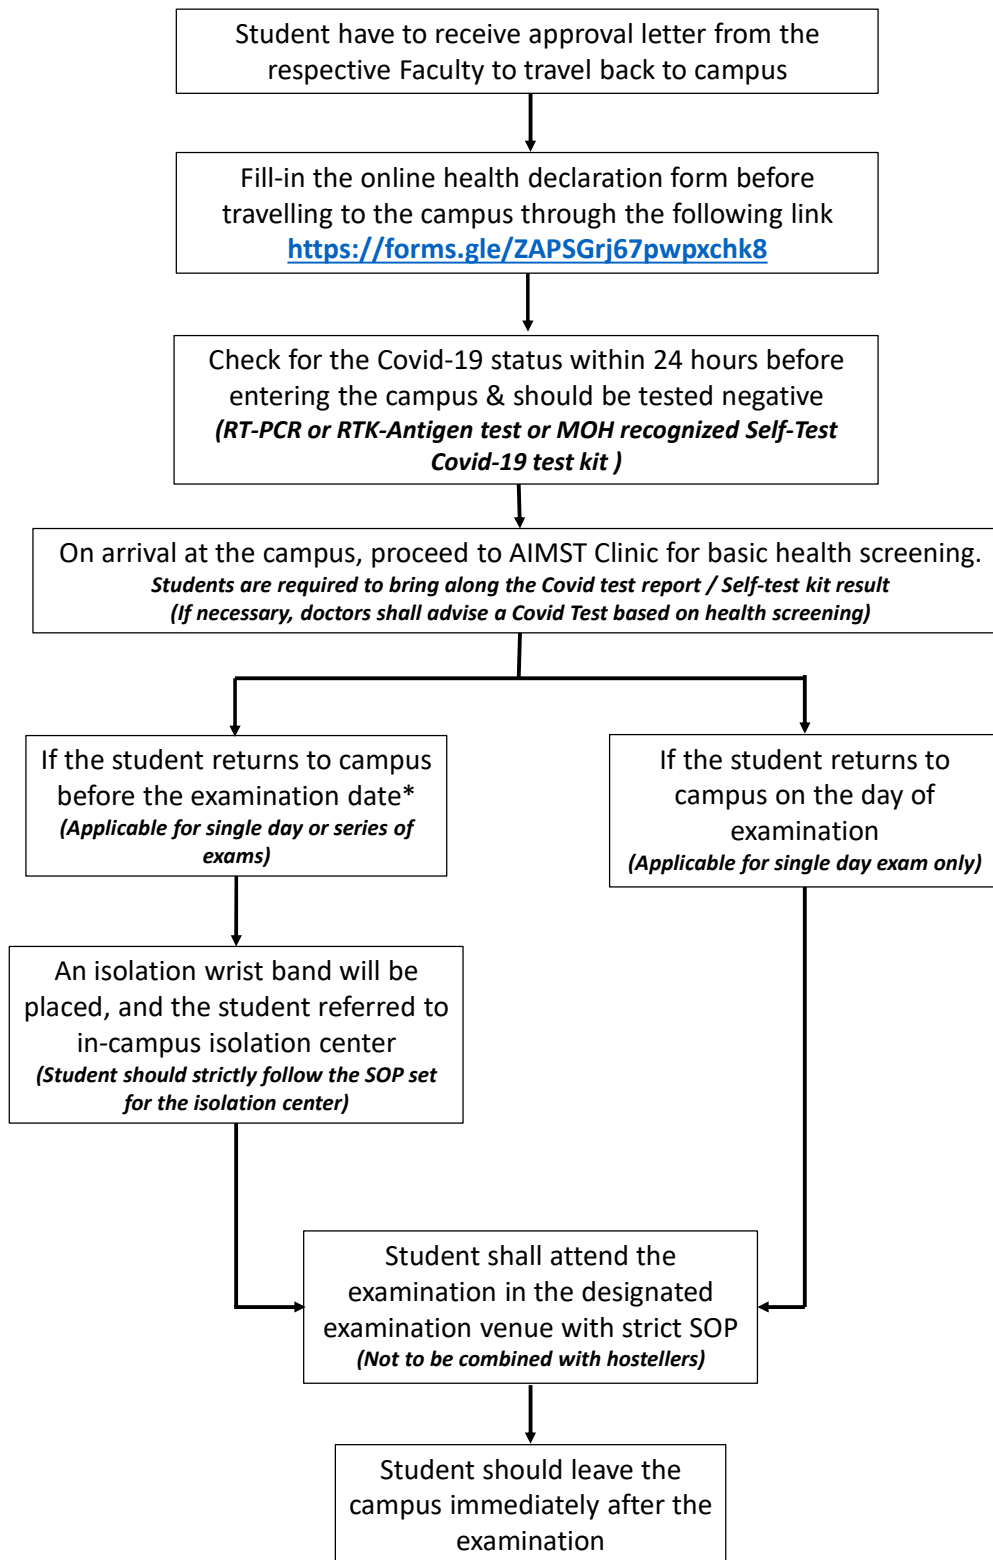 Student have to receive approval letter from the
respective Faculty to travel back to campus
Fill-in the online health declaration form before
travelling to the campus through the following link
https://forms.gle/ZAPSGrj67pwpxchk8
Check for the Covid-19 status within 24 hours before
entering the campus & should be tested negative
(RT-PCR or RTK-Antigen test or MOH recognized Self-Test
Covid-19 test kit )
On arrival at the campus, proceed to AIMST Clinic for basic health screening.
Students are required to bring along the Covid test report / Self-test kit result
(If necessary, doctors shall advise a Covid Test based on health screening)
If the student returns to campus
before the examination date*
(Applicable for single day or series of
exams)
If the student returns to
campus on the day of
examination
(Applicable for single day exam only)
An isolation wrist band will be
placed, and the student referred to
in-campus isolation center
(Student should strictly follow the SOP set
for the isolation center)
Student shall attend the
examination in the designated
examination venue with strict SOP
(Not to be combined with hostellers)
Student should leave the
campus immediately after the
examination